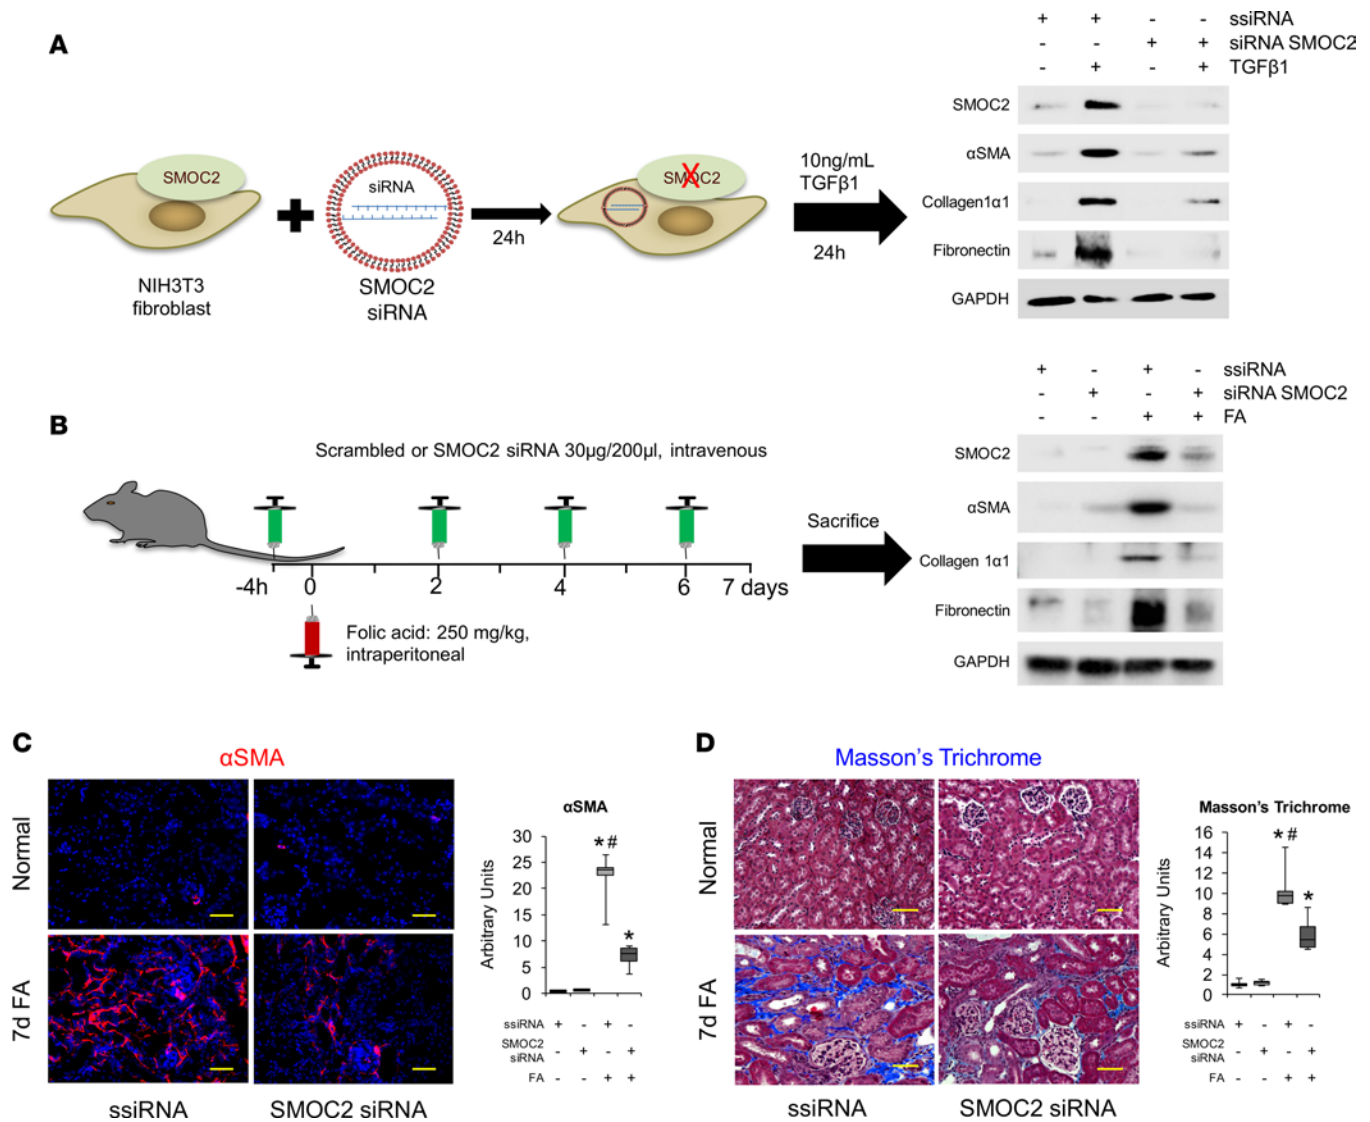 A
SMOC2
NIH3T3
fibroblast
siRNA
SMOC2
siRNA
24h
SMOC2
10ng/mL
TGFβ1
24h
+ + - - ssiRNA
- - + + siRNA SMOC2
- + - + TGFβ1
SMOC2
αSMA
Collagen1α1
Fibronectin
GAPDH
B
Scrambled or SMOC2 siRNA 30µg/200µl, intravenous
-4h 0 2 4 6 7 days
Folic acid: 250 mg/kg,
intraperitoneal
Sacrifice
+ - + - ssiRNA
- + - + siRNA SMOC2
- - + + FA
SMOC2
αSMA
Collagen 1α1
Fibronectin
GAPDH
C
αSMA
Normal
7d FA
ssiRNA SMOC2 siRNA
αSMA
Arbitrary Units
30
25
20
15
10
5
0
* #
*
ssiRNA + - + -
SMOC2
siRNA - + - +
FA - - + +
D
Masson's Trichrome
Normal
7d FA
ssiRNA SMOC2 siRNA
Masson's Trichrome
Arbitrary Units
16
14
12
10
8
6
4
2
0
* #
*
ssiRNA + - + -
SMOC2
siRNA - + - +
FA - - + +